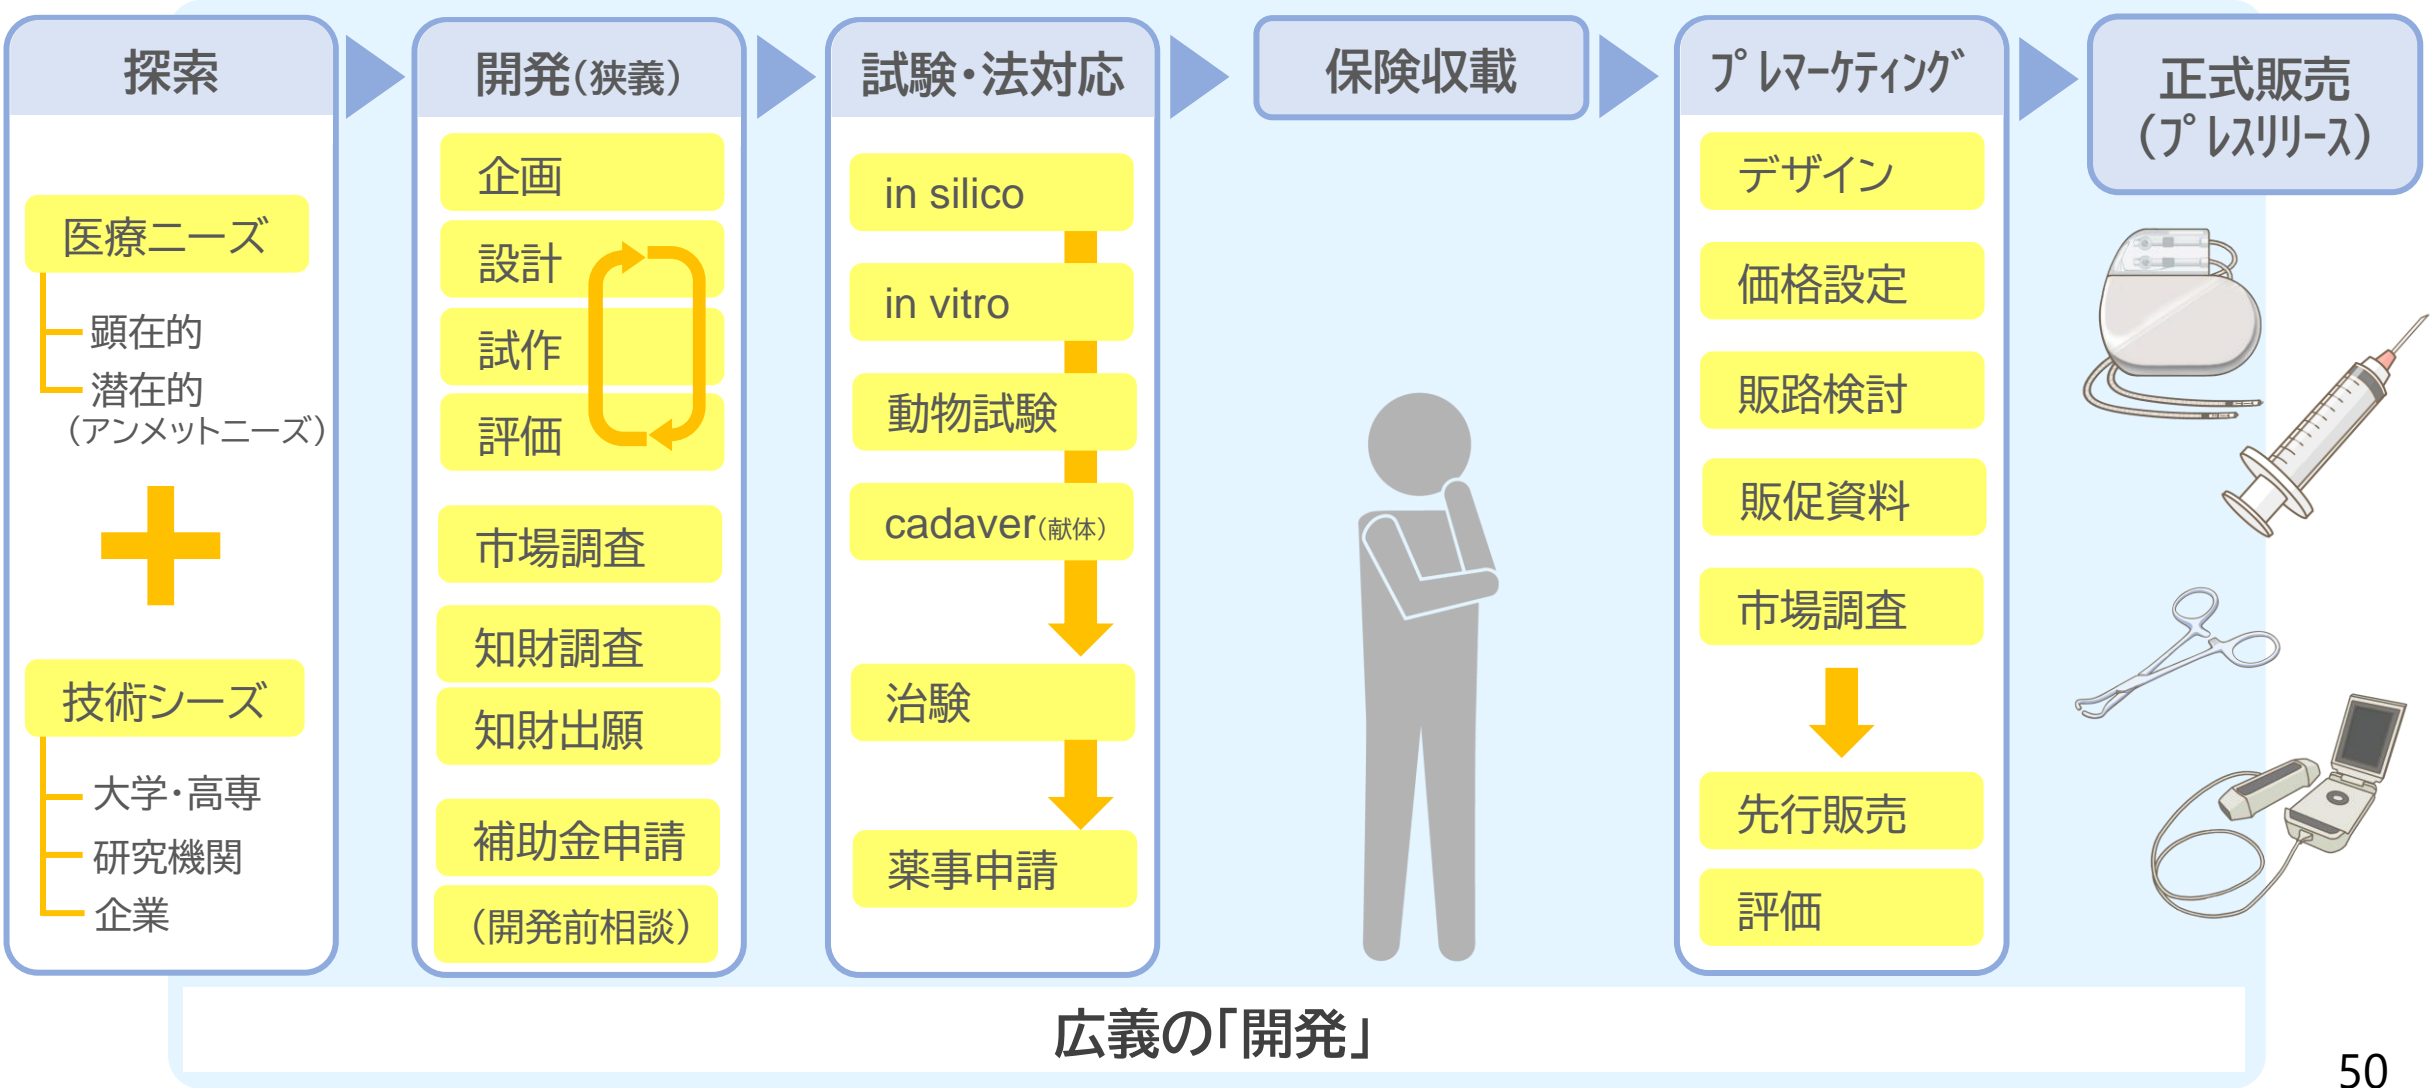 探索
医療ニーズ
顕在的
潜在的
（アンメットニーズ）
技術シーズ
大学・高専
研究機関
企業
開発（狭義）
企画
設計
試作
評価
市場調査
知財調査
知財出願
補助金申請
（開発前相談）
試験・法対応
in silico
in vitro
動物試験
cadaver（献体）
治験
薬事申請
保険収載
プレマーケティング
デザイン
価格設定
販路検討
販促資料
市場調査
先行販売
評価
正式販売
（プレスリリース）
広義の「開発」
50